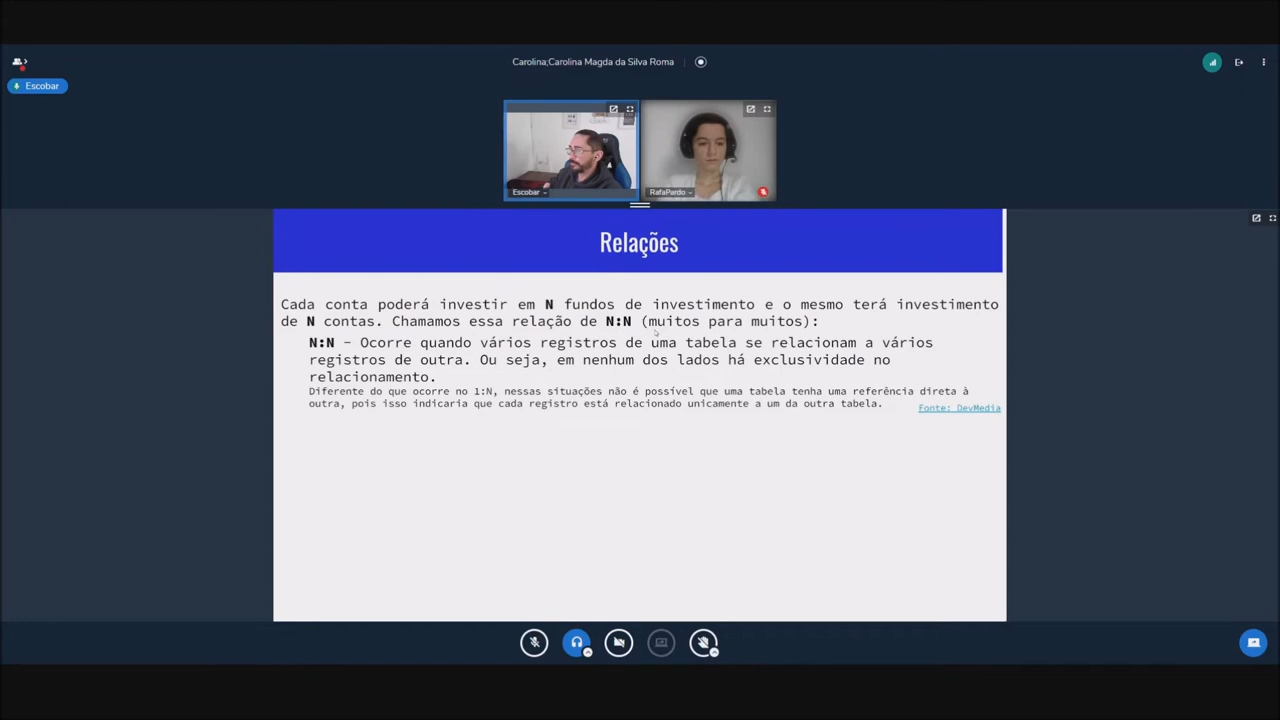 Carolina;Carolina Magda da Silva Roma
Escobar
Escobar
RafaPardo
Relações
Cada conta poderá investir em N fundos de investimento e o mesmo terá investimento
de N contas. Chamamos essa relação de N:N (muitos para muitos):
N:N – Ocorre quando vários registros de uma tabela se relacionam a vários
registros de outra. Ou seja, em nenhum dos lados há exclusividade no
relacionamento.
Diferente do que ocorre no 1:N, nessas situações não é possível que uma tabela tenha uma referência direta à
outra, pois isso indicaria que cada registro está relacionado unicamente a um da outra tabela.
Fonte: DevMedia